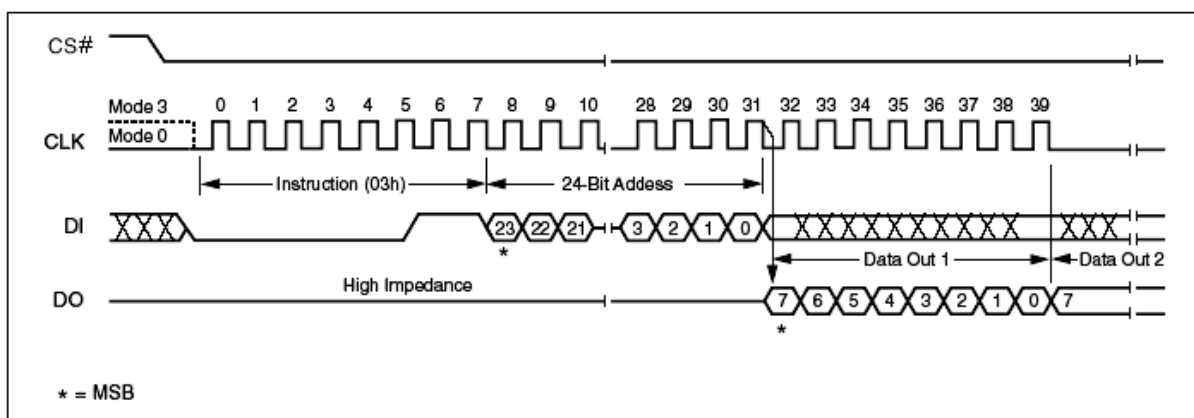 CS#
Mode 3 0 1 2 3 4 5 6 7 8 9 10 28 29 30 31 32 33 34 35 36 37 38 39
Mode 0
CLK
Instruction (03h) 24-Bit Addess
DI 23 22 21 3 2 1 0
*
Data Out 1 Data Out 2
High Impedance
DO 7 6 5 4 3 2 1 0 7
*
* = MSB